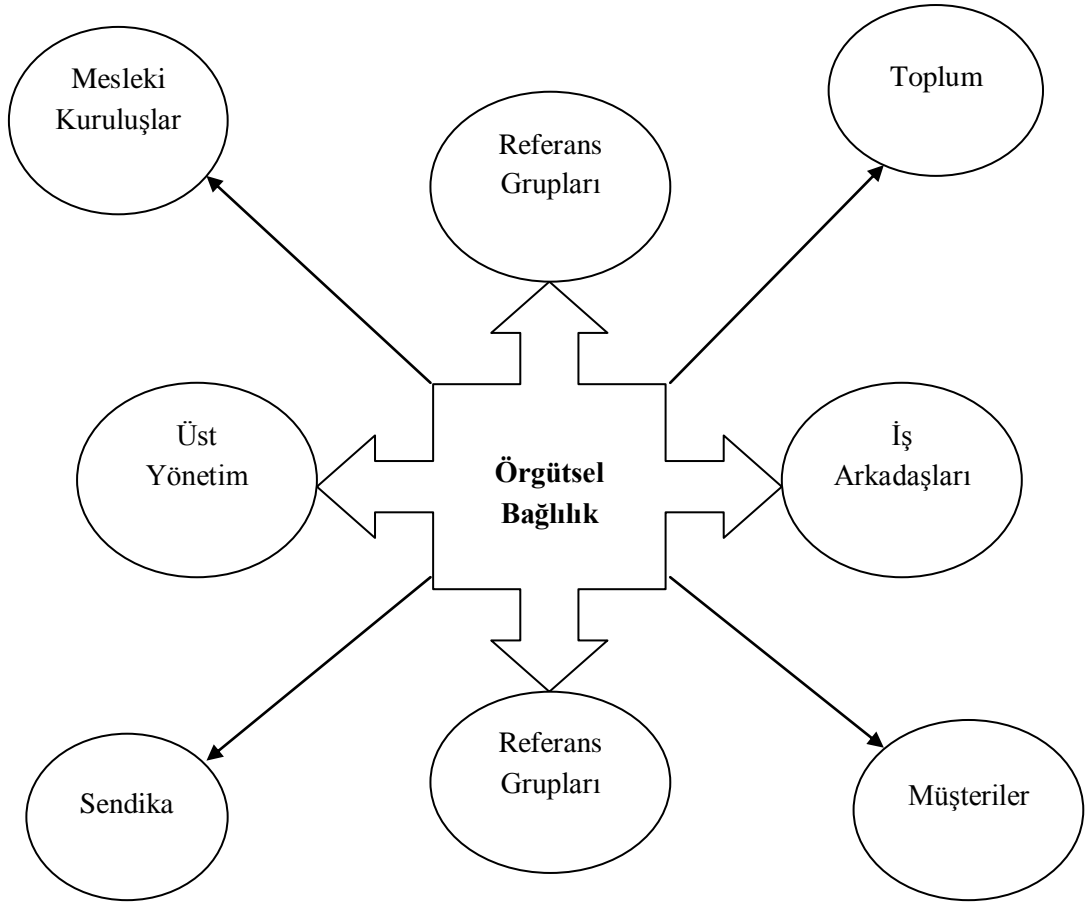 Mesleki
Kuruluşlar
Toplum
Referans
Grupları
Üst
Yönetim
Örgütsel
Bağlılık
İş
Arkadaşları
Sendika
Referans
Grupları
Müşteriler